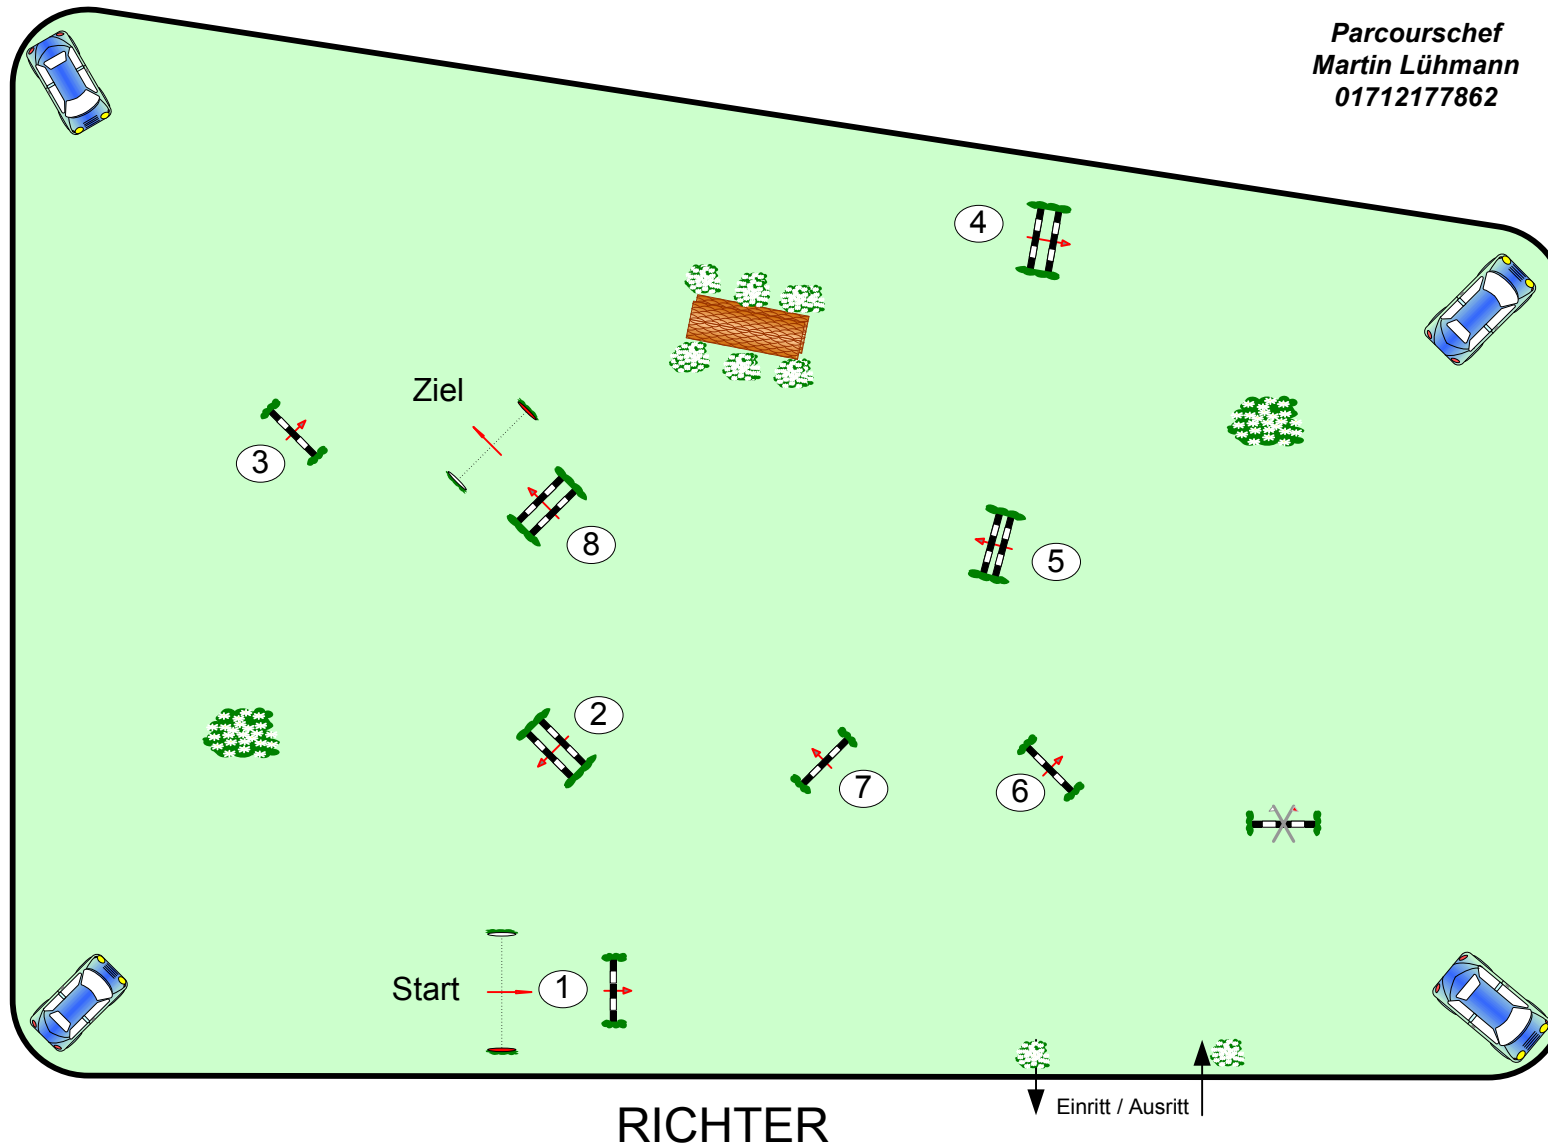 Parcourschef
Martin Lühmann
01712177862
4
Ziel
3
8
5
2
7
6
Start
1
Einritt / Ausritt
RICHTER